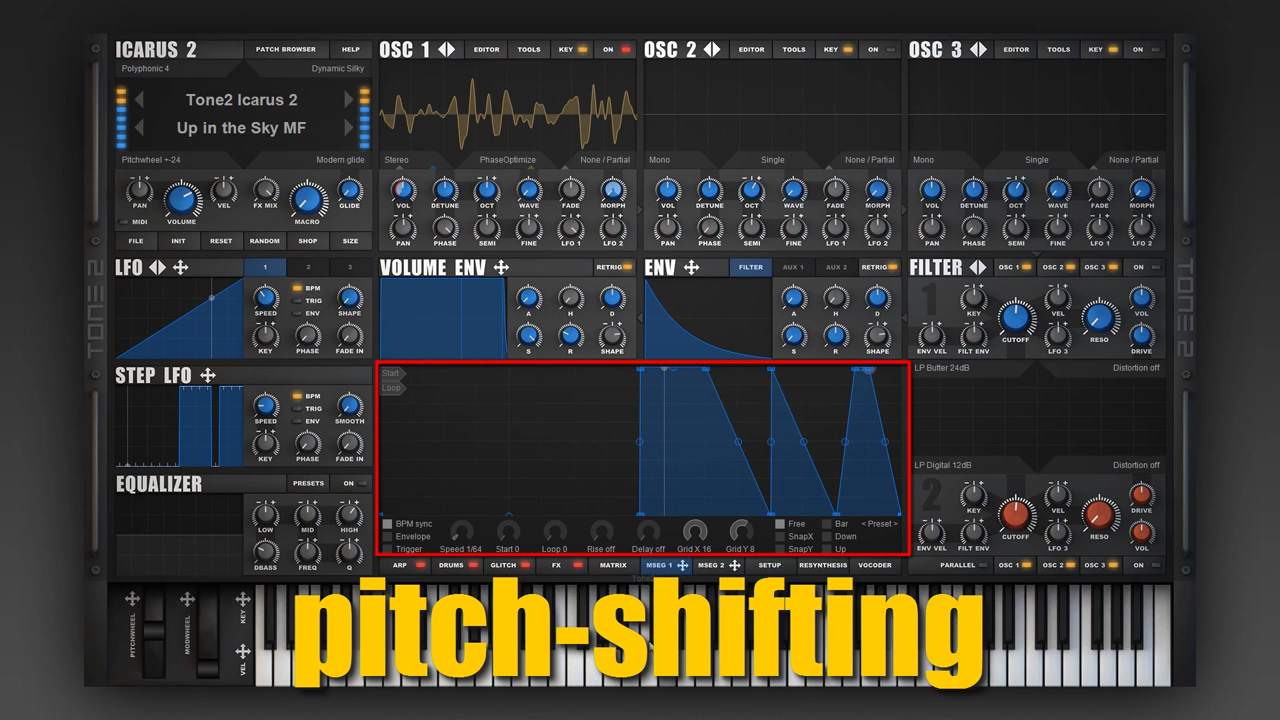 ICARUS 2 PATCH BROWSER HELP
Polyphonic 4 Dynamic Silky
Tone2 Icarus 2
Up in the Sky MF
Pitchwheel +-24 Modern glide
PAN VOLUME VEL FX MIX MACRO GLIDE
MIDI
FILE INIT RESET RANDOM SHOP SIZE
OSC 1 EDITOR TOOLS KEY ON
Stereo PhaseOptimize None / Partial
VOL DETUNE OCT WAVE FADE MORPH
PAN PHASE SEMI FINE LFO 1 LFO 2
OSC 2 EDITOR TOOLS KEY ON
Mono Single None / Partial
VOL DETUNE OCT WAVE FADE MORPH
PAN PHASE SEMI FINE LFO 1 LFO 2
OSC 3 EDITOR TOOLS KEY ON
Mono Single None / Partial
VOL DETUNE OCT WAVE FADE MORPH
PAN PHASE SEMI FINE LFO 1 LFO 2
TONE 2
LFO 1 2 3
BPM
TRIG
SPEED ENV SHAPE
KEY PHASE FADE IN
VOLUME ENV RETRIG
A H D
S R SHAPE
ENV FILTER AUX 1 AUX 2 RETRIG
A H D
S R SHAPE
FILTER OSC 1 OSC 2 OSC 3 ON
1
KEY VEL VOL
CUTOFF RESO
ENV VEL FILT ENV LFO 3 DRIVE
LP Butter 24dB Distortion off
TONE 2
STEP LFO
BPM
TRIG
SPEED ENV SMOOTH
KEY PHASE FADE IN
EQUALIZER PRESETS ON
LOW MID HIGH
DBASS FREQ Q
Start
Loop
BPM sync Free Bar < Preset >
Envelope SnapX Down
Trigger Speed 1/64 Start 0 Loop 0 Rise off Delay off Grid X 16 Grid Y 8 SnapY Up
LP Digital 12dB Distortion off
2
KEY VEL DRIVE
CUTOFF RESO
ENV VEL FILT ENV LFO 3 VOL
ARP DRUMS GLITCH FX MATRIX MSEG 1 MSEG 2 SETUP RESYNTHESIS VOCODER PARALLEL OSC 1 OSC 2 OSC 3 ON
PITCHWHEEL MODWHEEL KEY
VEL
pitch-shifting